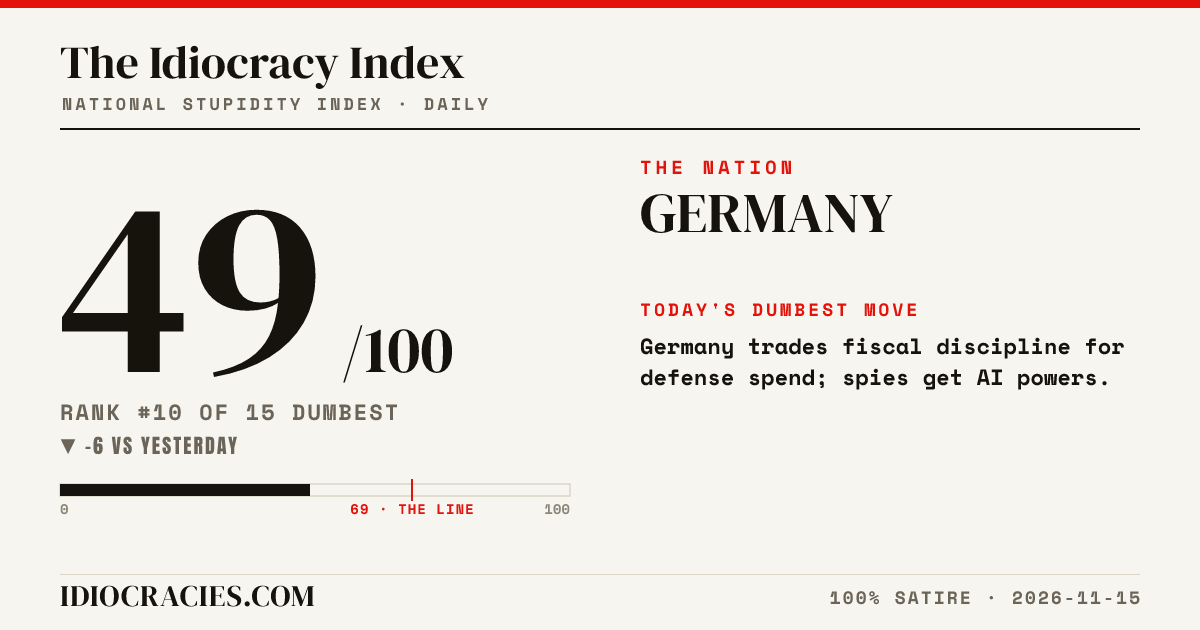 The Idiocracy Index
NATIONAL STUPIDITY INDEX · DAILY
49 /100
RANK #10 OF 15 DUMBEST
▼ -6 VS YESTERDAY
0
69 · THE LINE
100
THE NATION
GERMANY
TODAY'S DUMBEST MOVE
Germany trades fiscal discipline for
defense spend; spies get AI powers.
IDIOCRACIES.COM
100% SATIRE · 2026-11-15